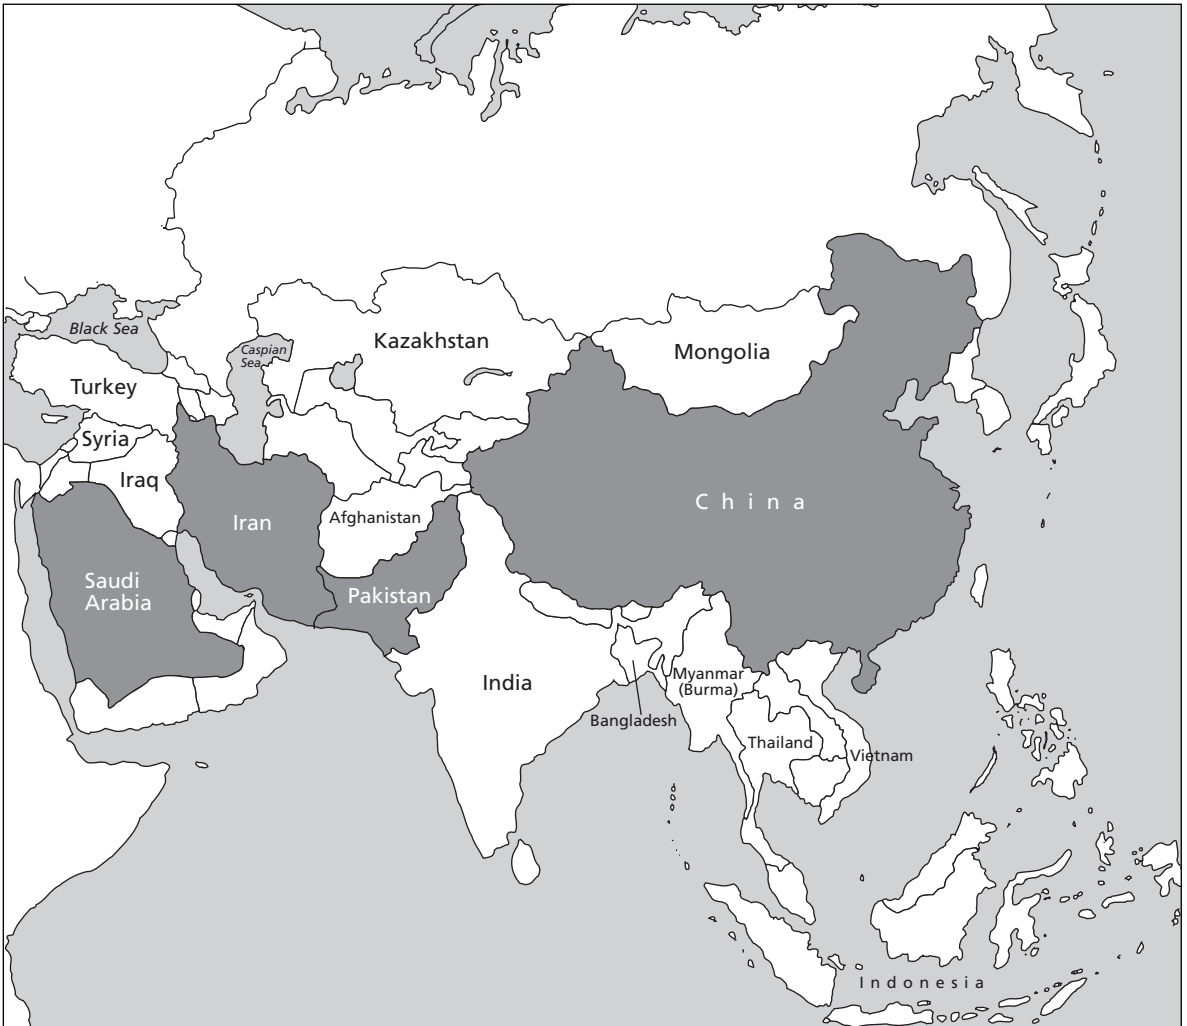 Black Sea
Caspian
Sea
Kazakhstan
Mongolia
Turkey
Syria
Iraq
Iran
Afghanistan
China
Saudi
Arabia
Pakistan
India
Myanmar
(Burma)
Bangladesh
Thailand
Vietnam
Indonesia